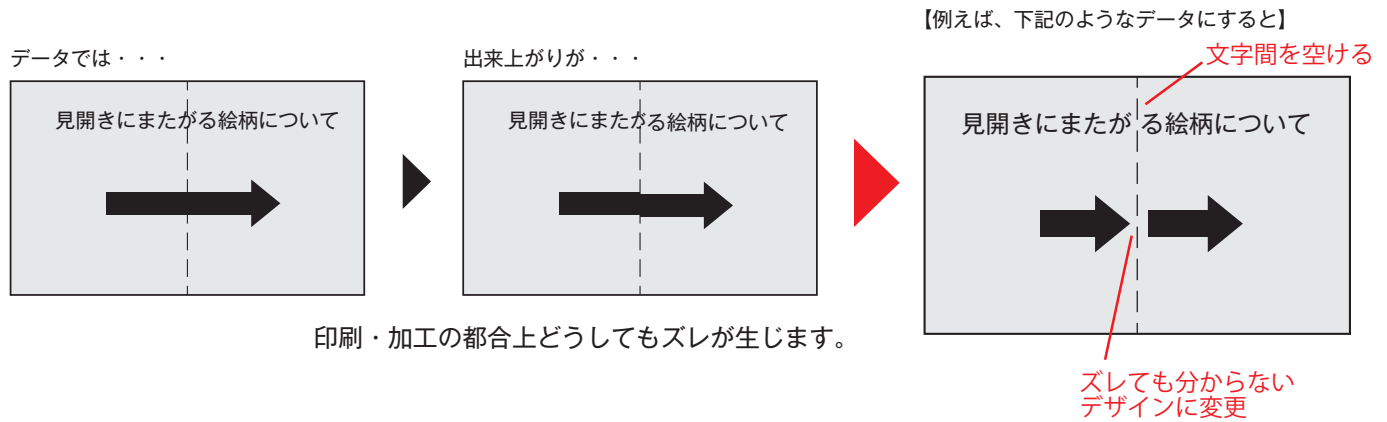 データでは・・・
見開きにまたがる絵柄について
出来上がりが・・・
見開きにまたがる絵柄について
印刷・加工の都合上どうしてもズレが生じます。
【例えば、下記のようなデータにすると】
文字間を空ける
見開きにまたが る絵柄について
ズレても分からない
デザインに変更